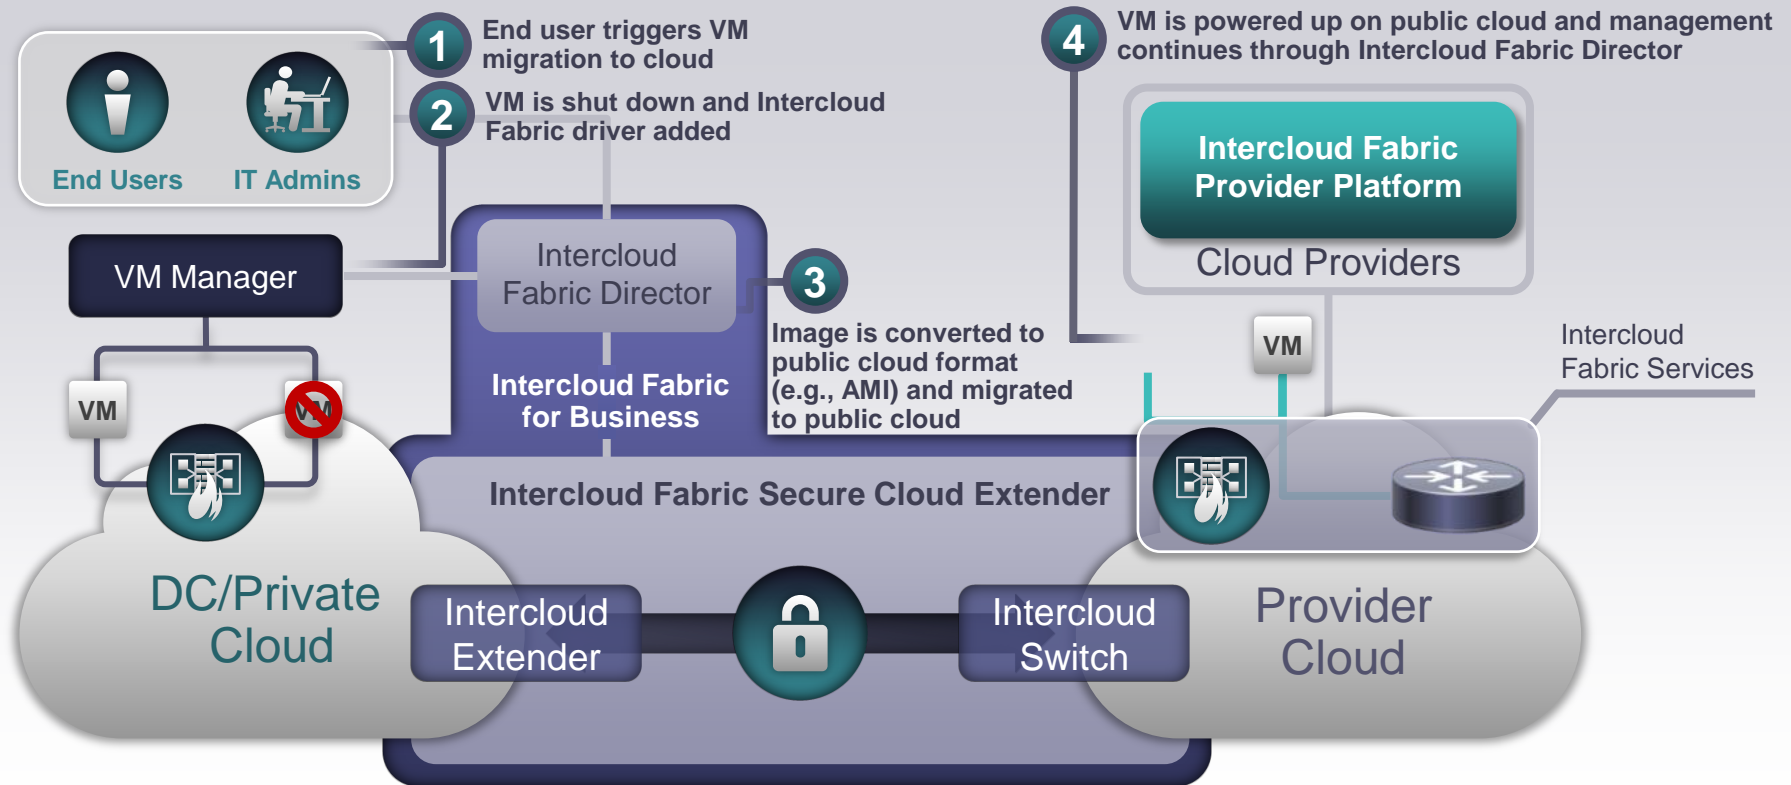 1
End user triggers VM
migration to cloud
4
VM is powered up on public cloud and management
continues through Intercloud Fabric Director
End Users
IT Admins
2
VM is shut down and Intercloud
Fabric driver added
Intercloud Fabric
Provider Platform
Cloud Providers
VM Manager
Intercloud
Fabric Director
3
Image is converted to
public cloud format
(e.g., AMI) and migrated
to public cloud
VM
Intercloud
Fabric Services
VM
VM
Intercloud Fabric
for Business
Intercloud Fabric Secure Cloud Extender
DC/Private
Cloud
Intercloud
Extender
Intercloud
Switch
Provider
Cloud